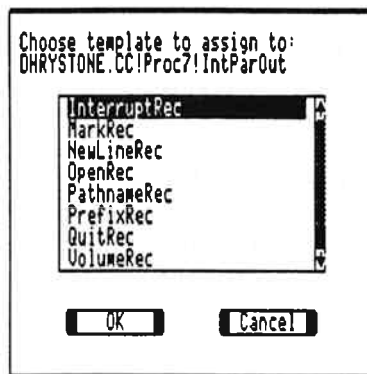 Choose template to assign to:
DHRYSTONE.CC!Proc7!IntParOut
InterruptRec
MarkRec
NewLineRec
OpenRec
PathnameRec
PrefixRec
QuitRec
VolumeRec
OK
Cancel